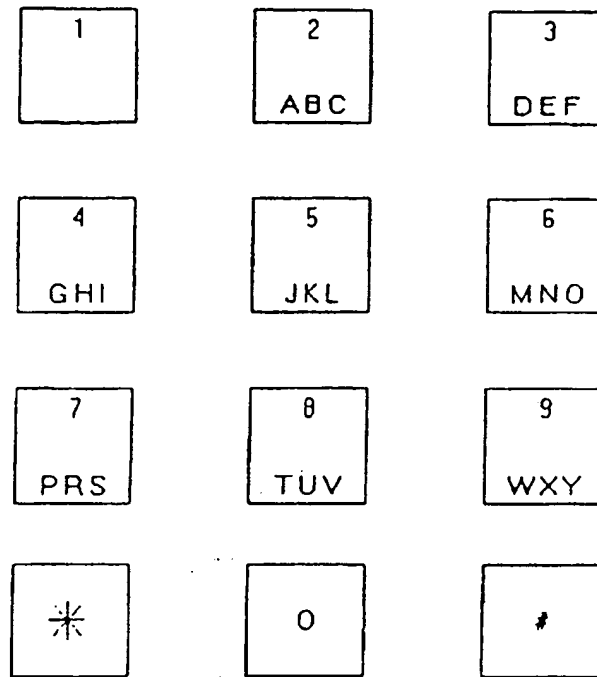 1 2 3
ABC DEF
4 5 6
GHI JKL MNO
7 8 9
PRS TUV WXY
* 0 #